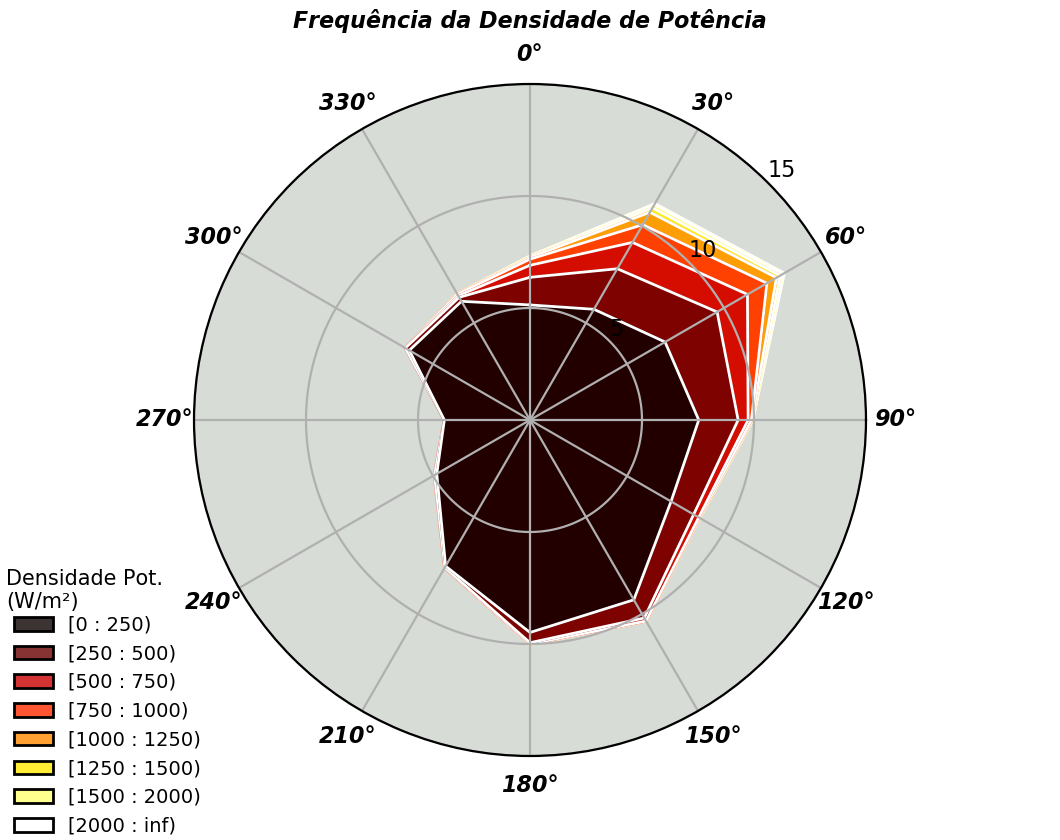 Frequência da Densidade de Potência
0°
330°
30°
15
300°
60°
10
5
270°
90°
240°
120°
210°
150°
180°
Densidade Pot.
(W/m²)
[0 : 250)
[250 : 500)
[500 : 750)
[750 : 1000)
[1000 : 1250)
[1250 : 1500)
[1500 : 2000)
[2000 : inf)